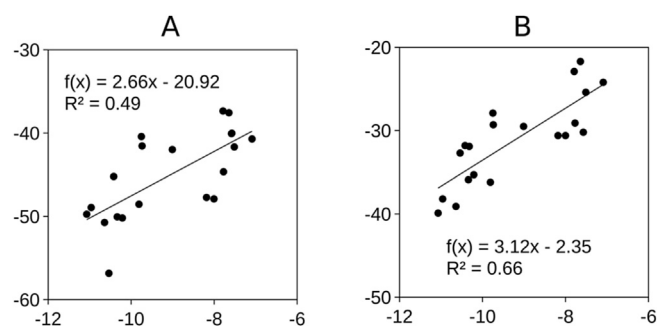 A
-30
-40
-50
-60
-12
-10
-8
-6
f(x) = 2.66x - 20.92
R² = 0.49
B
-20
-30
-40
-50
-12
-10
-8
-6
f(x) = 3.12x - 2.35
R² = 0.66